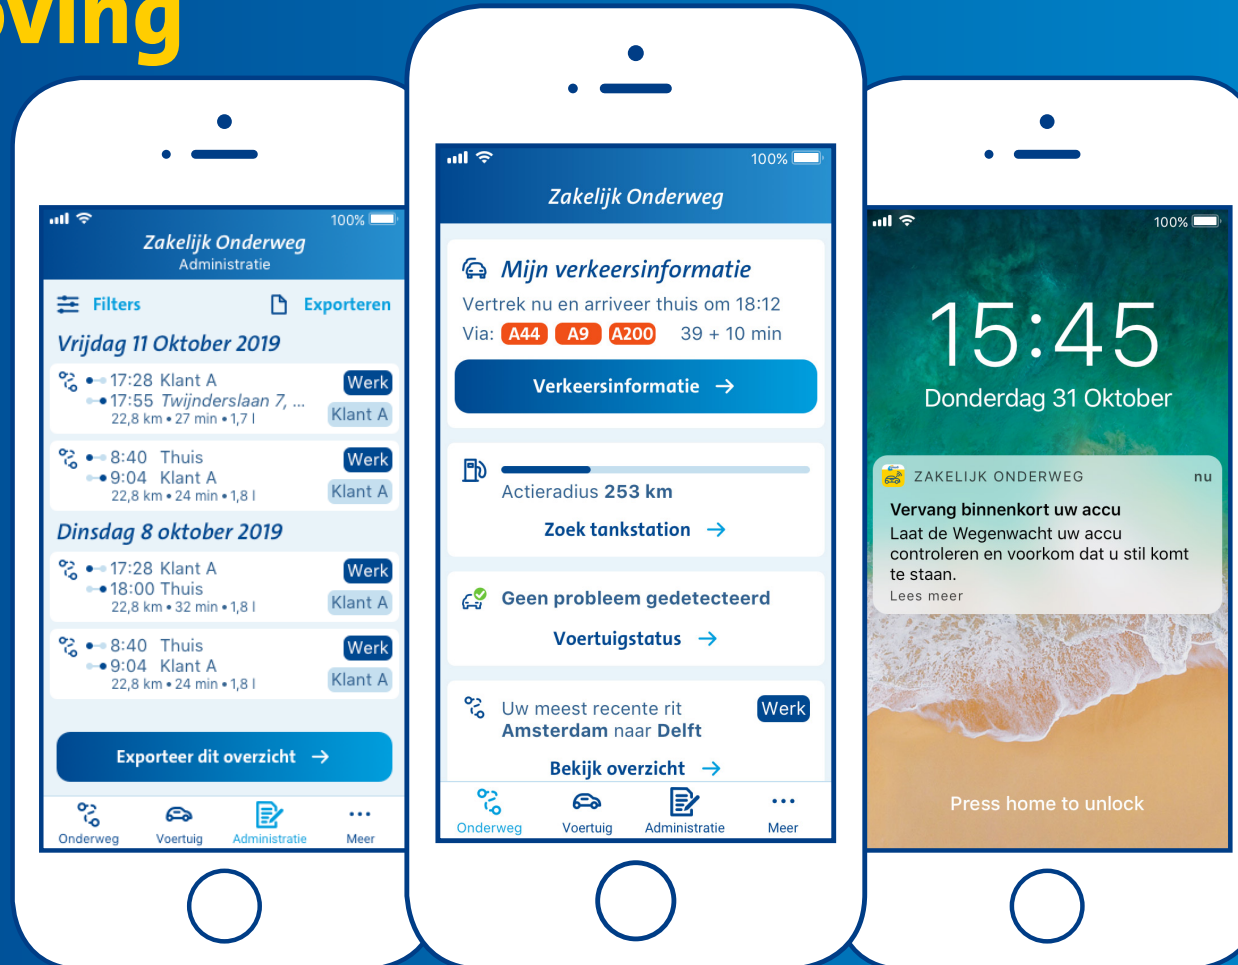 oving
100%
Zakelijk Onderweg
Administratie
Filters
Exporteren
Vrijdag 11 Oktober 2019
17:28 Klant A
Werk
17:55 Twijnderslaan 7, ...
Klant A
22,8 km • 27 min • 1,7 l
8:40 Thuis
Werk
9:04 Klant A
Klant A
22,8 km • 24 min • 1,8 l
Dinsdag 8 oktober 2019
17:28 Klant A
Werk
18:00 Thuis
Klant A
22,8 km • 32 min • 1,8 l
8:40 Thuis
Werk
9:04 Klant A
Klant A
22,8 km • 24 min • 1,8 l
Exporteer dit overzicht →
Onderweg
Voertuig
Administratie
Meer
100%
Zakelijk Onderweg
Mijn verkeersinformatie
Vertrek nu en arriveer thuis om 18:12
Via: A44 A9 A200 39 + 10 min
Verkeersinformatie →
Actieradius 253 km
Zoek tankstation →
Geen probleem gedetecteerd
Voertuigstatus →
Uw meest recente rit
Werk
Amsterdam naar Delft
Bekijk overzicht →
Onderweg
Voertuig
Administratie
Meer
100%
15:45
Donderdag 31 Oktober
ZAKELIJK ONDERWEG
nu
Vervang binnenkort uw accu
Laat de Wegenwacht uw accu
controleren en voorkom dat u stil komt
te staan.
Lees meer
Press home to unlock